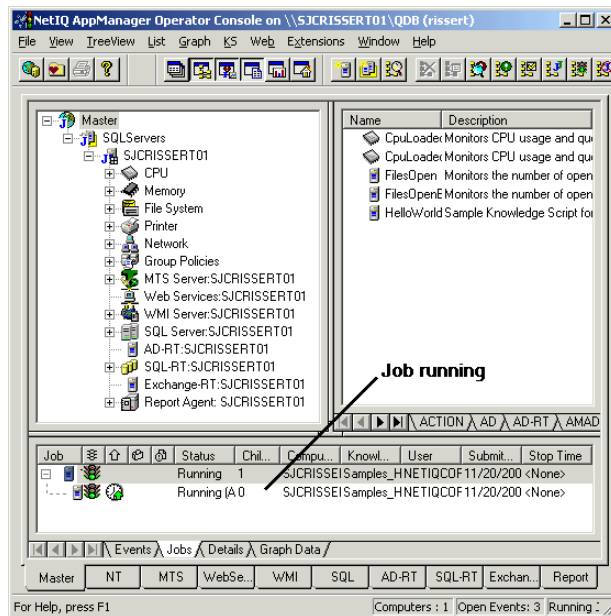 NetIQ AppManager Operator Console on \\SJCRISSERT01\QDB (rissert)
File View TreeView List Graph KS Web Extensions Window Help
Master
SQLServers
SJCRISSERT01
CPU
Memory
File System
Printer
Network
Group Policies
MTS Server:SJCRISSERT01
Web Services:SJCRISSERT01
WMI Server:SJCRISSERT01
SQL Server:SJCRISSERT01
AD-RT:SJCRISSERT01
SQL-RT:SJCRISSERT01
Exchange-RT:SJCRISSERT01
Report Agent: SJCRISSERT01
Name Description
CpuLoaded Monitors CPU usage and que
CpuLoaded Monitors CPU usage and que
FilesOpen Monitors the number of open
FilesOpenE Monitors the number of open
HelloWorld Sample Knowledge Script for
Job running
ACTION AD AD-RT AMAD
Job Status Chil... Compu... Knowl... User Submit... Stop Time
Running 1 SJCRISSEI Samples_H NETIQCOF 11/20/200 <None>
Running (A 0 SJCRISSEI Samples_H NETIQCOF 11/20/200 <None>
Events Jobs Details Graph Data
Master NT MTS WebSe... WMI SQL AD-RT SQL-RT Exchan... Report
For Help, press F1 Computers : 1 Open Events: 3 Running :